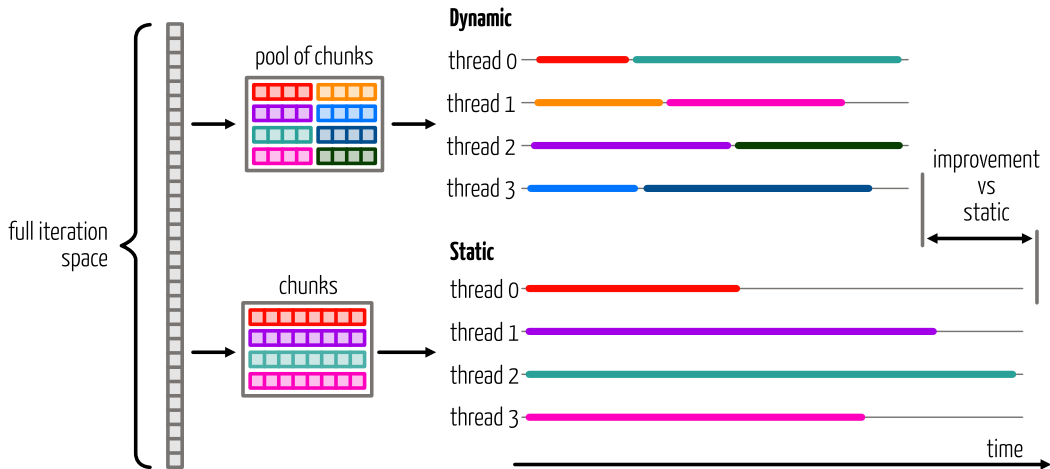 full iteration
space
pool of chunks
chunks
Dynamic
thread 0
thread 1
thread 2
thread 3
improvement
vs
static
Static
thread 0
thread 1
thread 2
thread 3
time